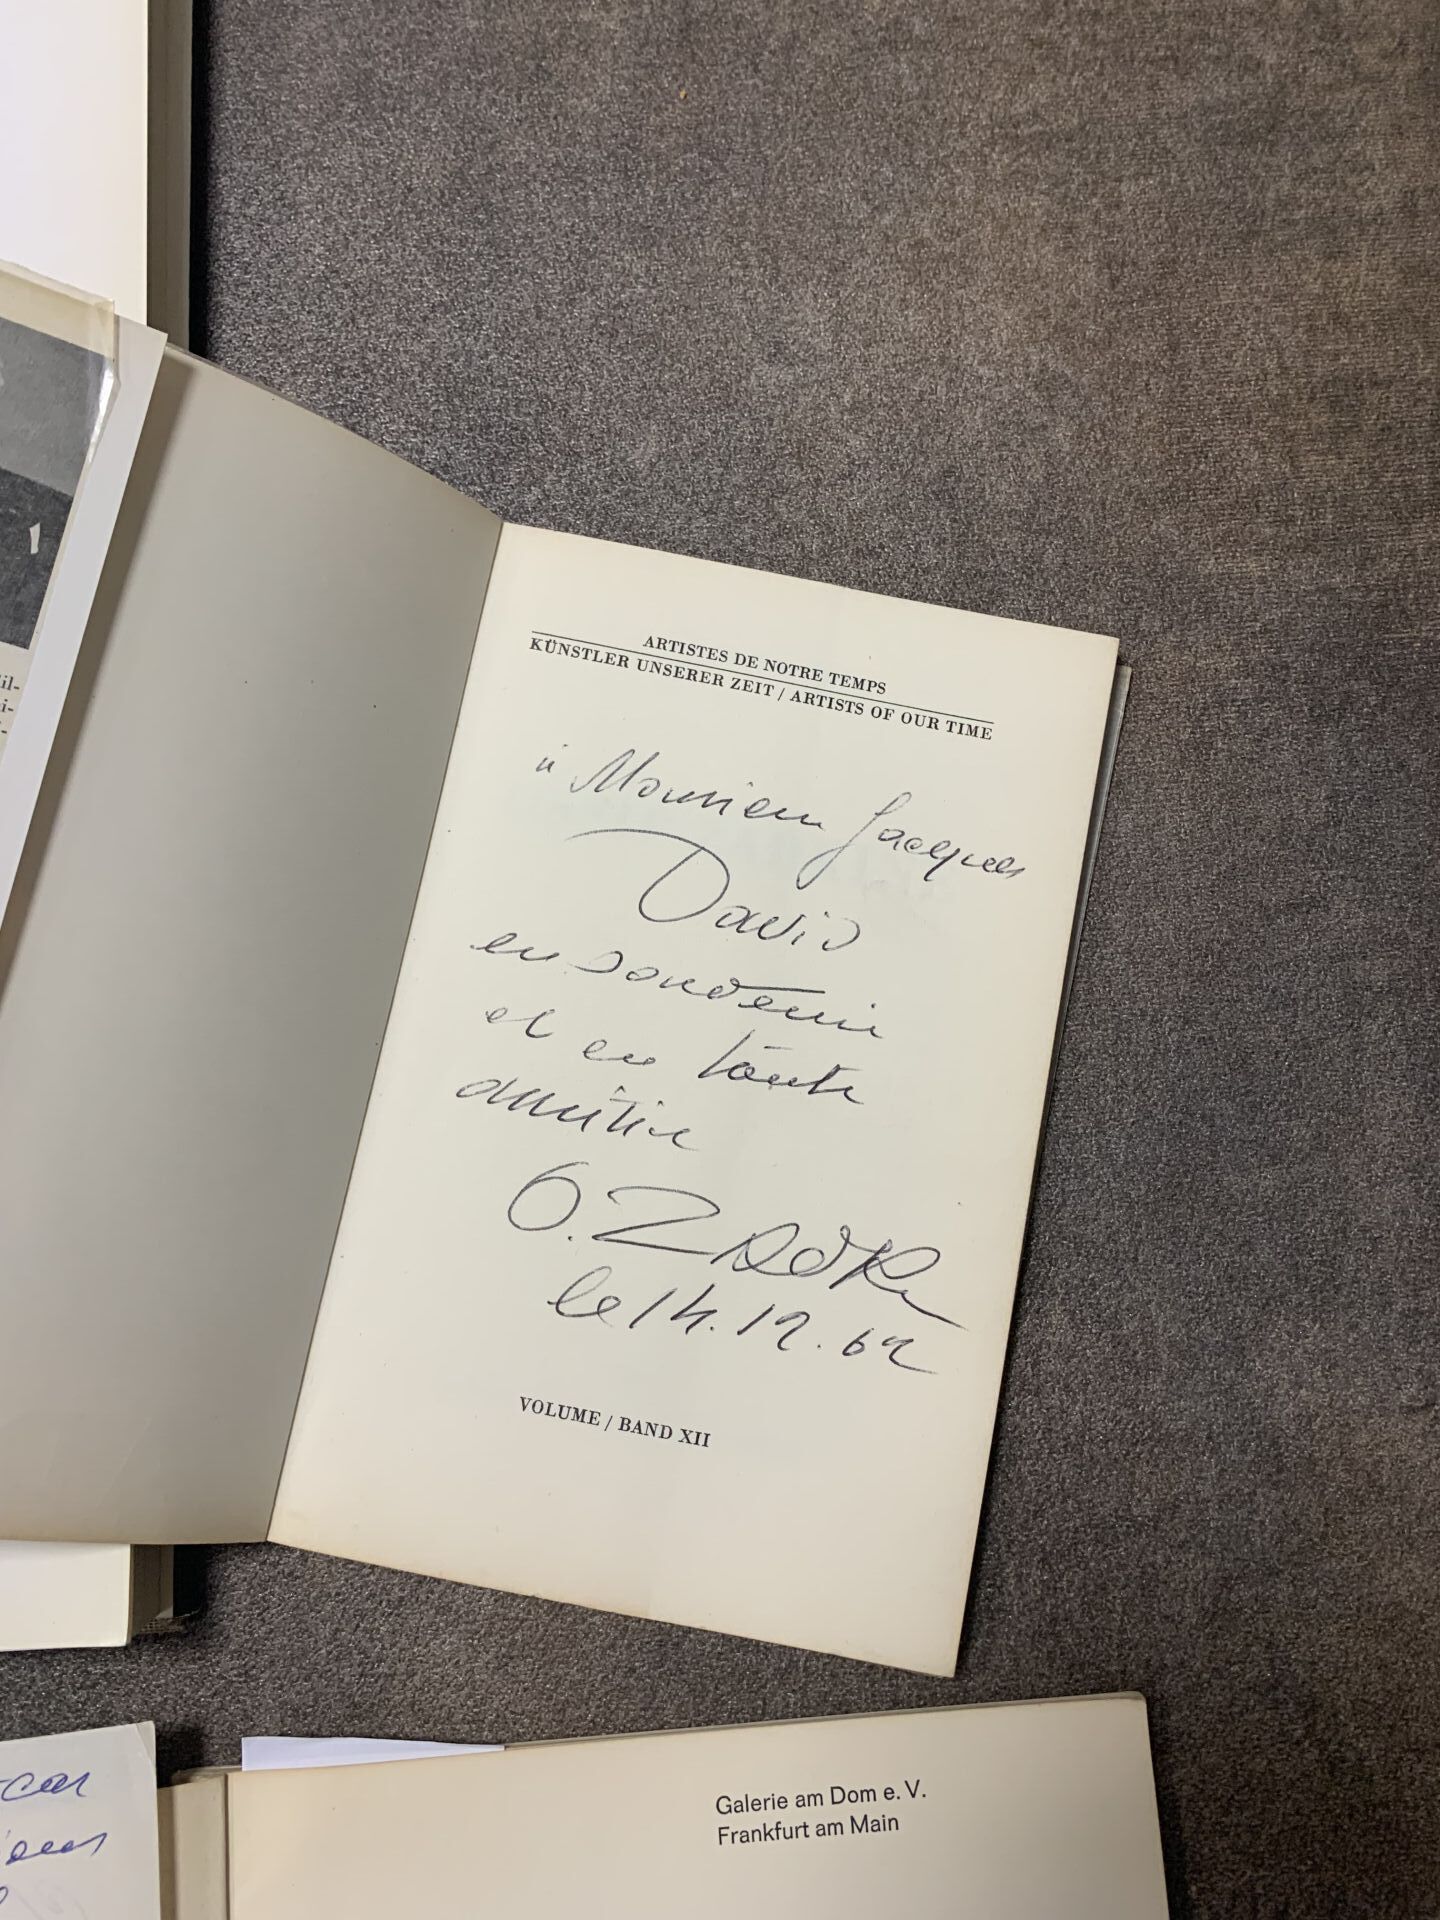 ARTISTES DE NOTRE TEMPS
KÜNSTLER UNSERER ZEIT / ARTISTS OF OUR TIME
à Monsieur Jacques
David
en souvenir
et en toute
amitié
O. ZADKI
le 14.12.62
VOLUME / BAND XII
Galerie am Dom e. V.
Frankfurt am Main